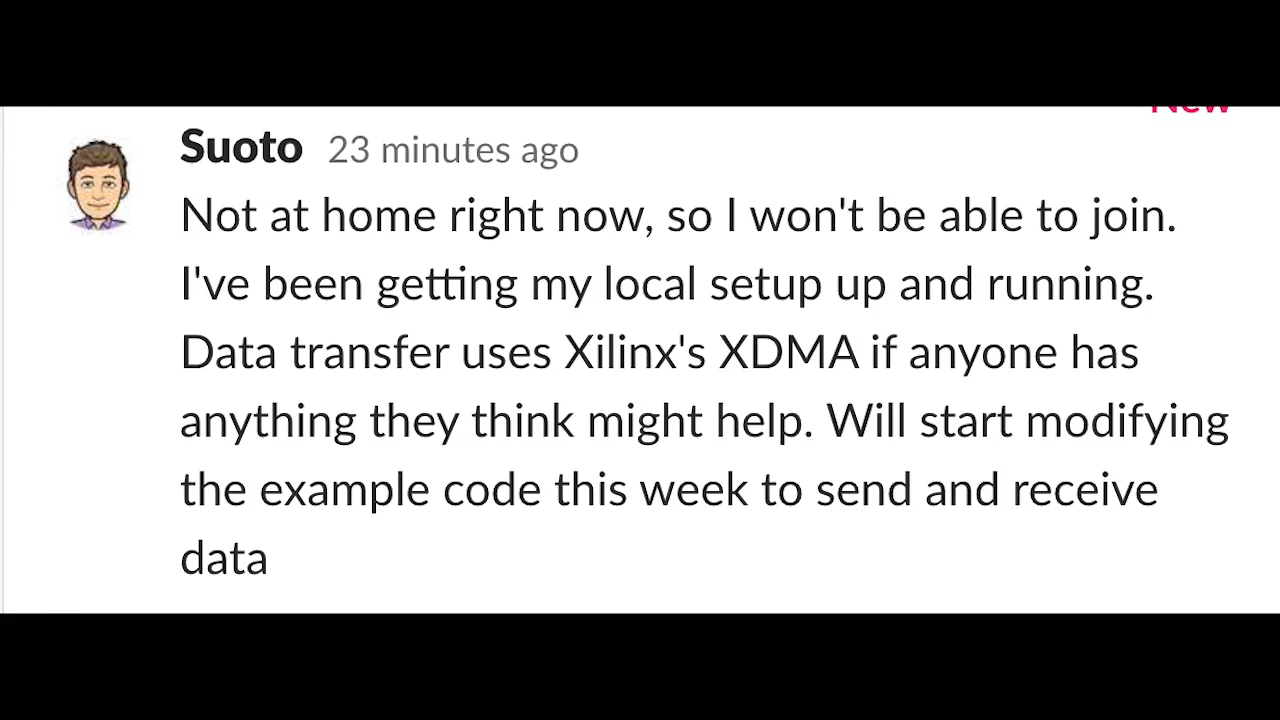 New
Suoto 23 minutes ago
Not at home right now, so I won't be able to join.
I've been getting my local setup up and running.
Data transfer uses Xilinx's XDMA if anyone has
anything they think might help. Will start modifying
the example code this week to send and receive
data